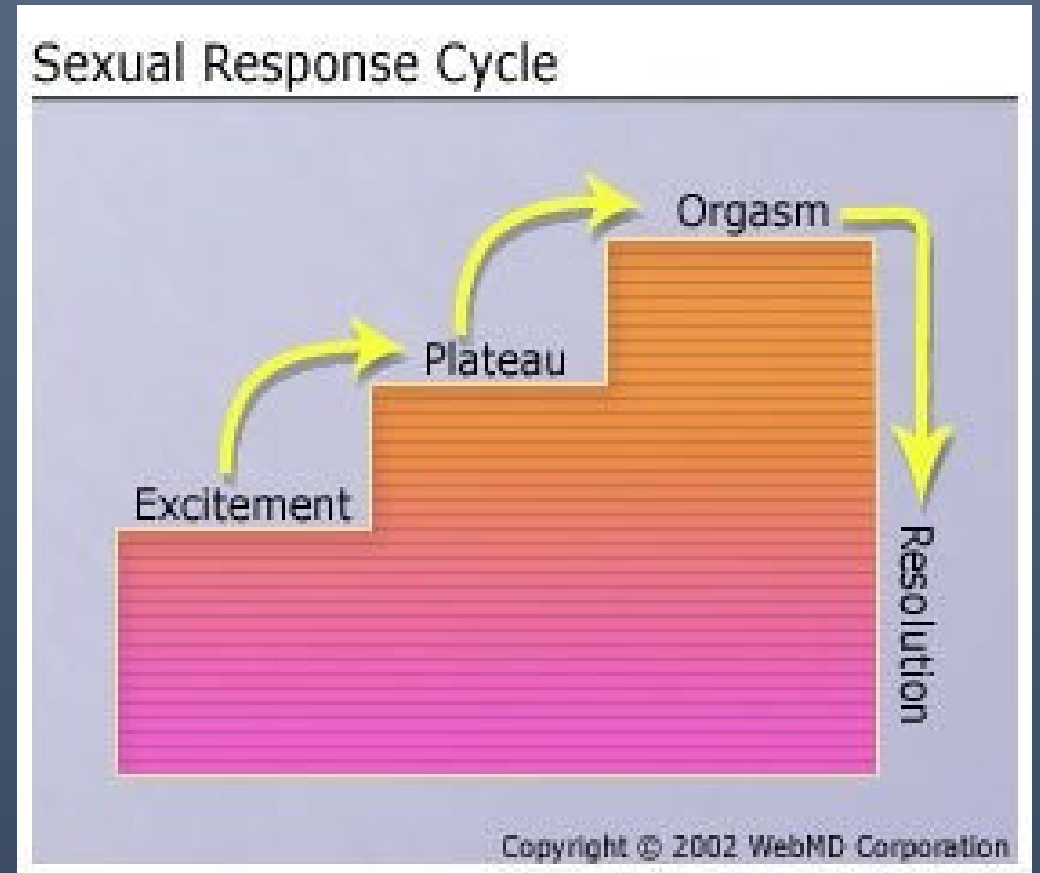 Sexual Response Cycle
Orgasm
Plateau
Excitement
Resolution
Copyright © 2002 WebMD Corporation